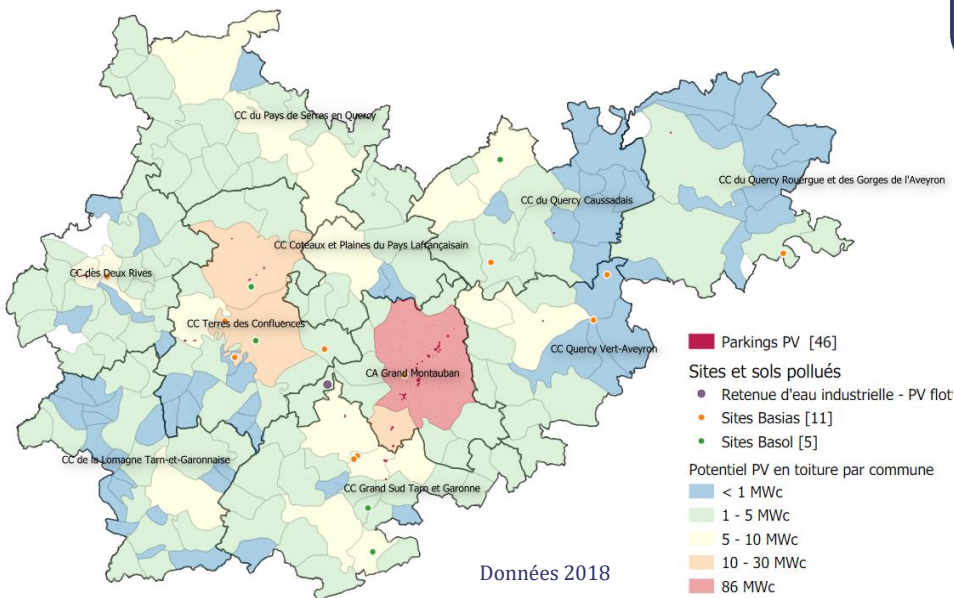 CC du Pays de Serres en Quercy
CC du Quercy Rouergue et des Gorges de l'Aveyron
CC du Quercy Caussadais
CC Coteaux et Plaines du Pays Lafrançaisain
CC des Deux Rives
CC Terres des Confluences
CC Quercy Vert-Aveyron
CA Grand Montauban
CC de la Lomagne Tarn-et-Garonnaise
CC Grand Sud Tarn et Garonne
Données 2018
Parkings PV [46]
Sites et sols pollués
Retenue d'eau industrielle - PV flot
Sites Basias [11]
Sites Basol [5]
Potentiel PV en toiture par commune
< 1 MWc
1 - 5 MWc
5 - 10 MWc
10 - 30 MWc
86 MWc